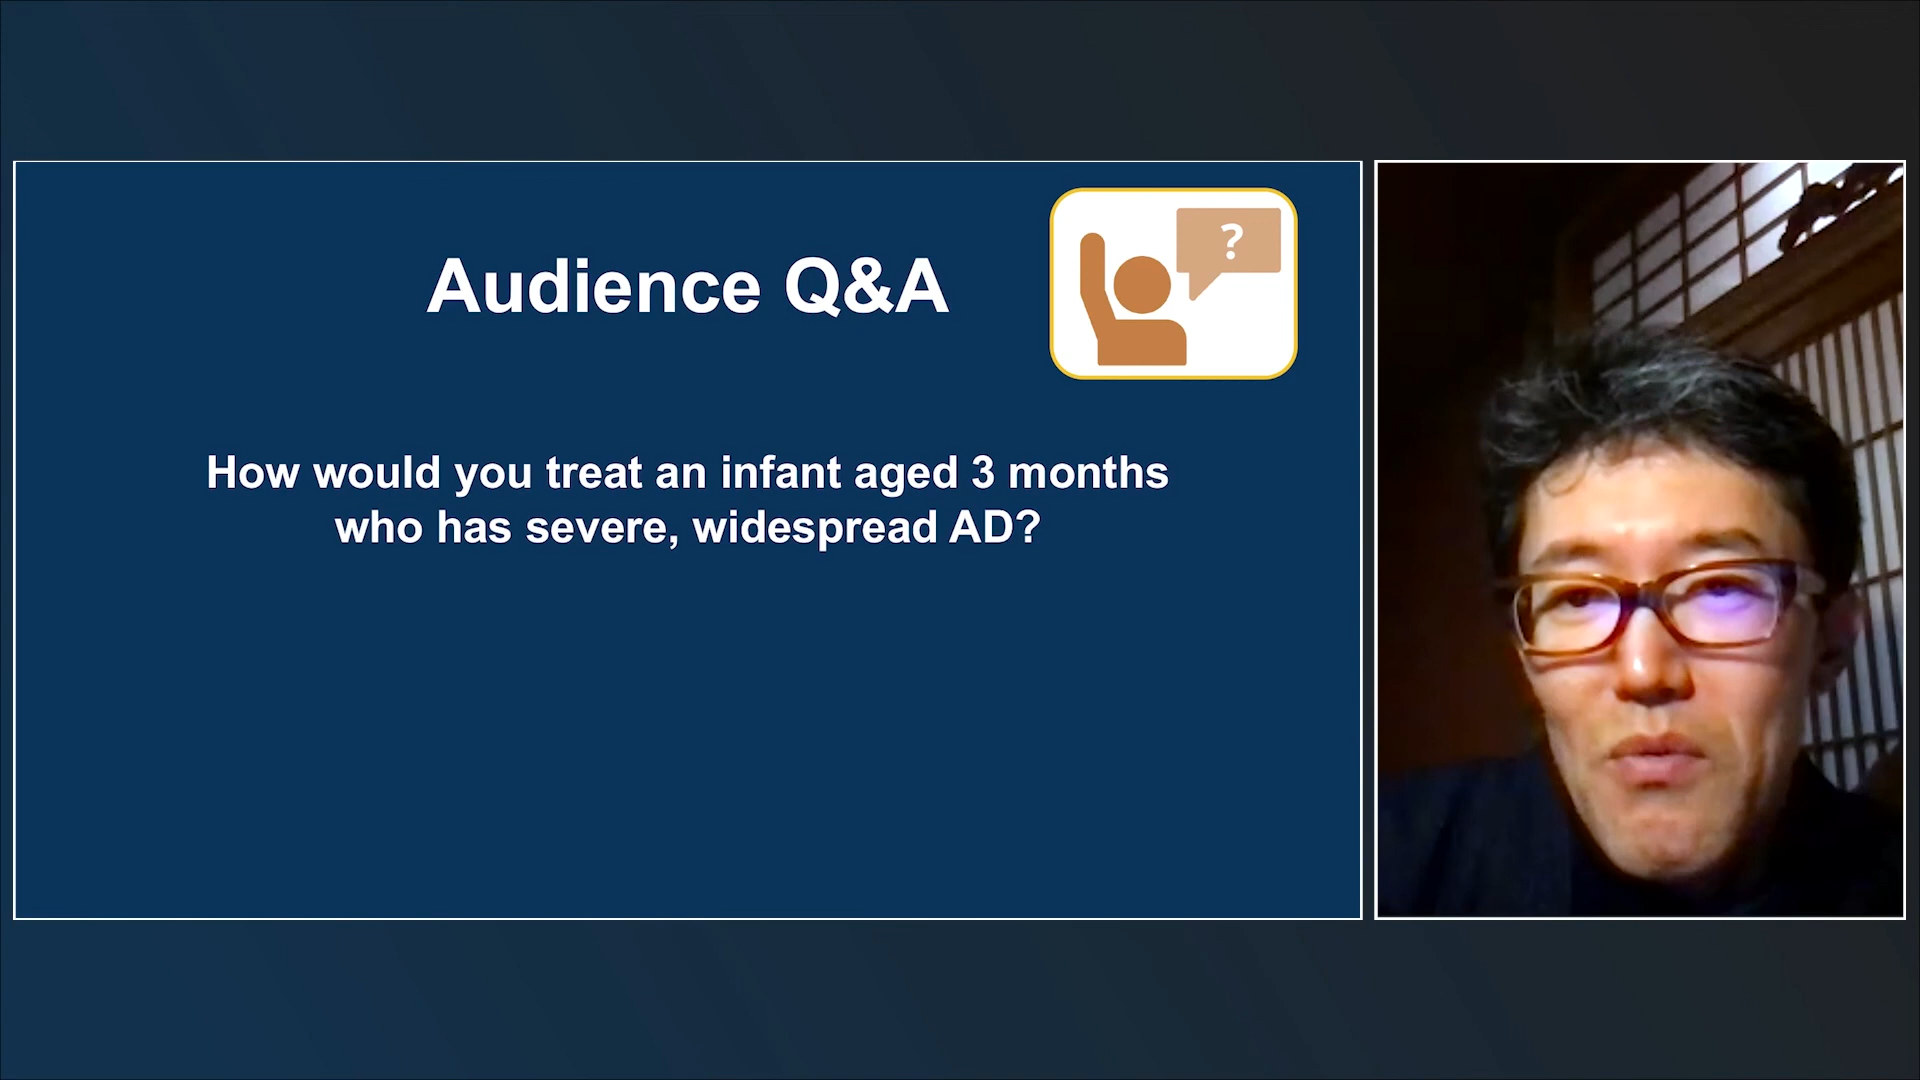 Audience Q&A
?
How would you treat an infant aged 3 months
who has severe, widespread AD?